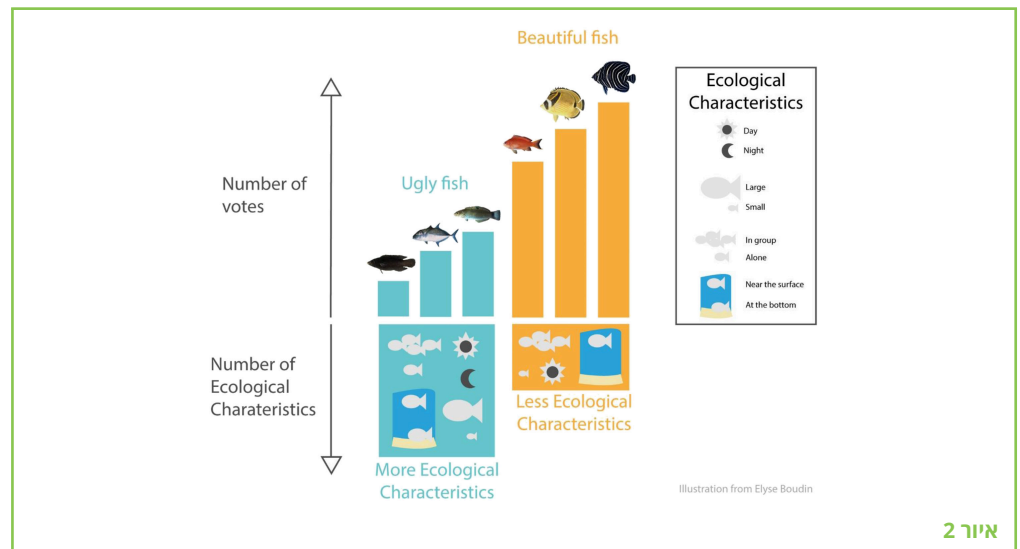 Beautiful fish
Ugly fish
Number of
votes
Number of
Ecological
Charateristics
More Ecological
Characteristics
Less Ecological
Characteristics
Ecological
Characteristics
Day
Night
Large
Small
In group
Alone
Near the surface
At the bottom
Illustration from Elyse Boudin
איור 2